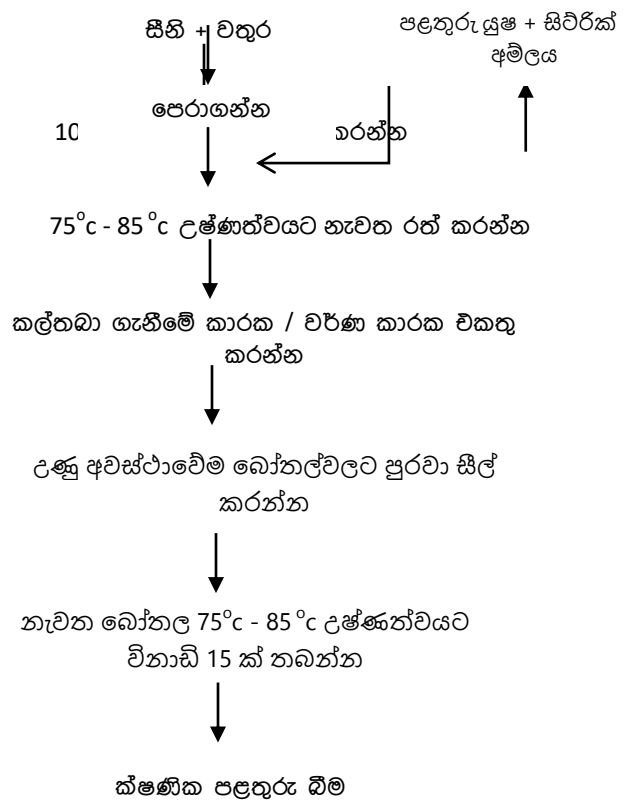 සීනි + වතුර
පළතුරු යුෂ + සිට්රික්
අම්ලය
පෙරාගන්න
10
කරන්න
75°c - 85 °c උෂ්ණත්වයට නැවත රත් කරන්න
කල්තබා ගැනීමේ කාරක / වර්ණ කාරක එකතු
කරන්න
උණු අවස්ථාවේම බෝතල්වලට පුරවා සීල්
කරන්න
නැවත බෝතල 75°c - 85 °c උෂ්ණත්වයට
විනාඩි 15 ක් තබන්න
ක්ෂණික පළතුරු බීම